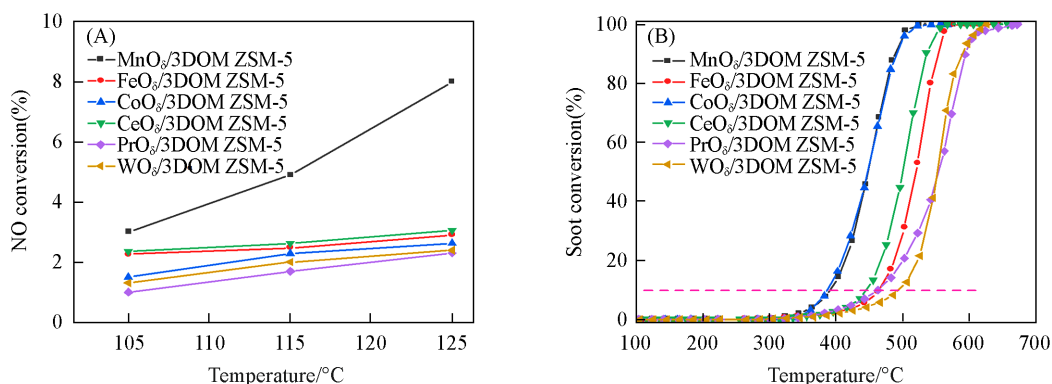 (A)
MnOδ/3DOM ZSM-5
FeOδ/3DOM ZSM-5
CoOδ/3DOM ZSM-5
CeOδ/3DOM ZSM-5
PrOδ/3DOM ZSM-5
WOδ/3DOM ZSM-5
NO conversion(%)
10
8
6
4
2
0
105 110 115 120 125
Temperature/°C
(B)
MnOδ/3DOM ZSM-5
FeOδ/3DOM ZSM-5
CoOδ/3DOM ZSM-5
CeOδ/3DOM ZSM-5
PrOδ/3DOM ZSM-5
WOδ/3DOM ZSM-5
Soot conversion(%)
100
80
60
40
20
0
100 200 300 400 500 600 700
Temperature/°C